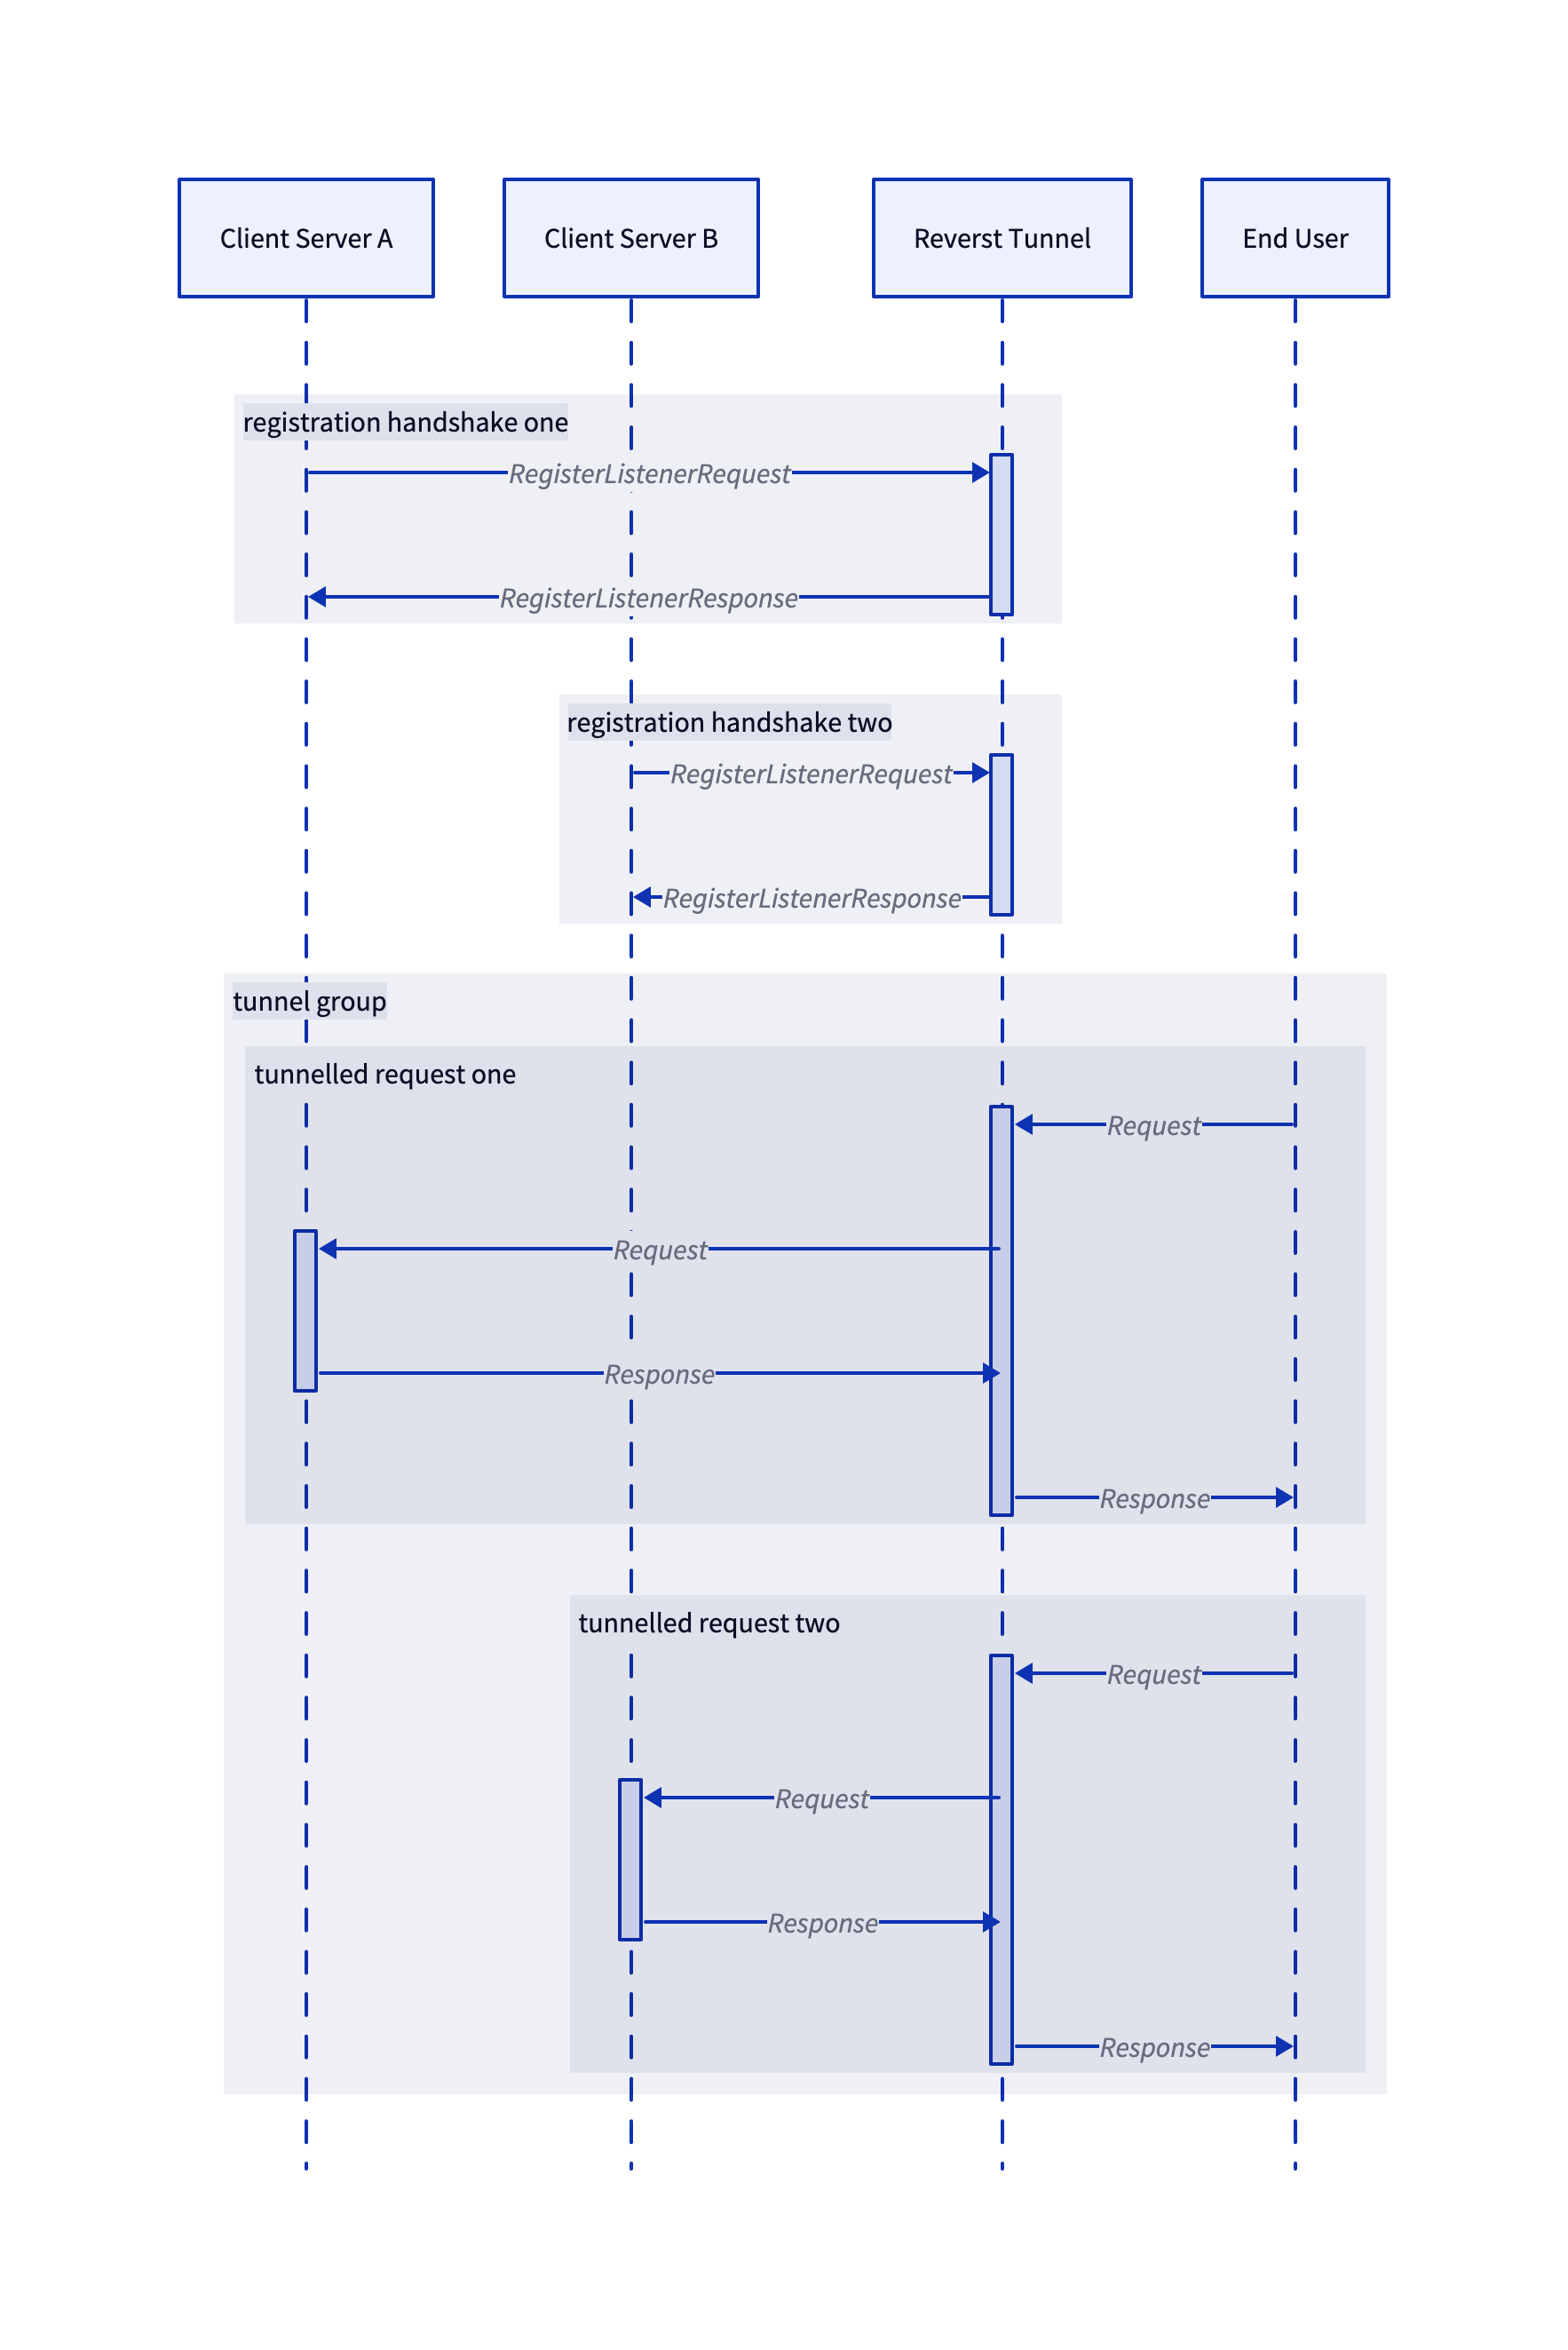 Client Server A
Client Server B
Reverst Tunnel
End User
registration handshake one
RegisterListenerRequest
RegisterListenerResponse
registration handshake two
RegisterListenerRequest
RegisterListenerResponse
tunnel group
tunnelled request one
Request
Request
Response
Response
tunnelled request two
Request
Request
Response
Response